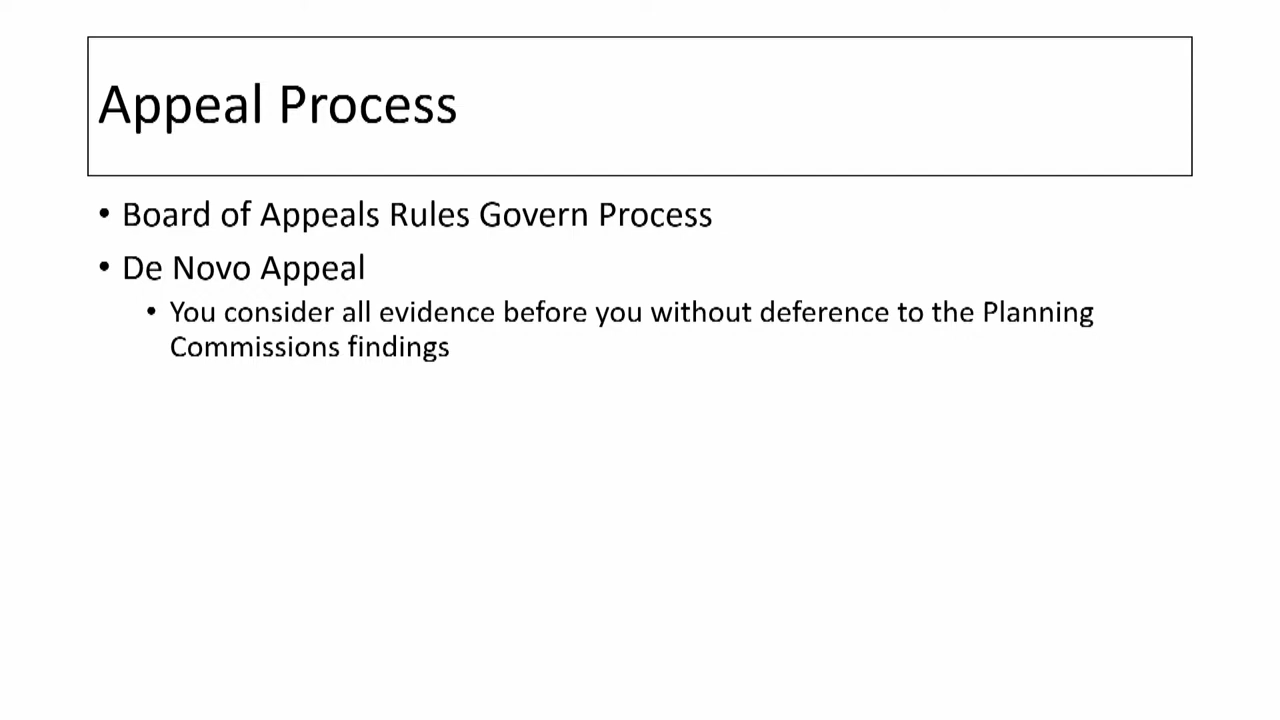 Appeal Process
• Board of Appeals Rules Govern Process
• De Novo Appeal
• You consider all evidence before you without deference to the Planning
Commissions findings